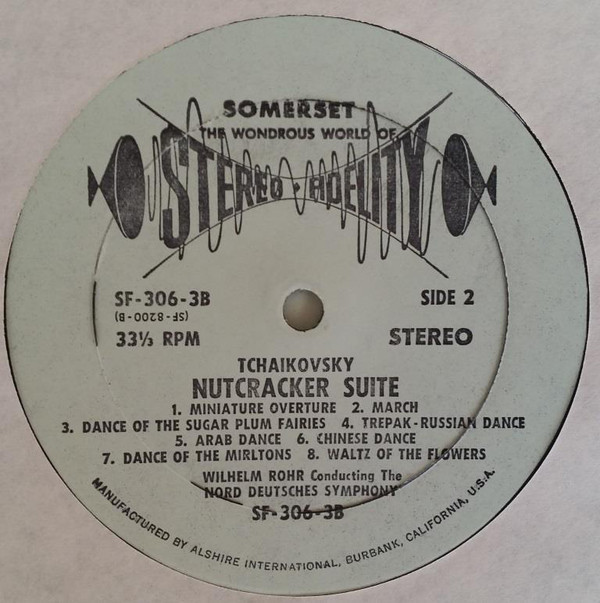 SOMERSET
THE WONDROUS WORLD OF
STEREO · FIDELITY
SF-306-3B
SIDE 2
(SF-8200-B)
33⅓ RPM
STEREO
TCHAIKOVSKY
NUTCRACKER SUITE
1. MINIATURE OVERTURE 2. MARCH
3. DANCE OF THE SUGAR PLUM FAIRIES 4. TREPAK-RUSSIAN DANCE
5. ARAB DANCE 6. CHINESE DANCE
7. DANCE OF THE MIRLTONS 8. WALTZ OF THE FLOWERS
WILHELM ROHR Conducting The
NORD DEUTSCHES SYMPHONY
SF-306-3B
MANUFACTURED BY ALSHIRE INTERNATIONAL, BURBANK, CALIFORNIA, U.S.A.